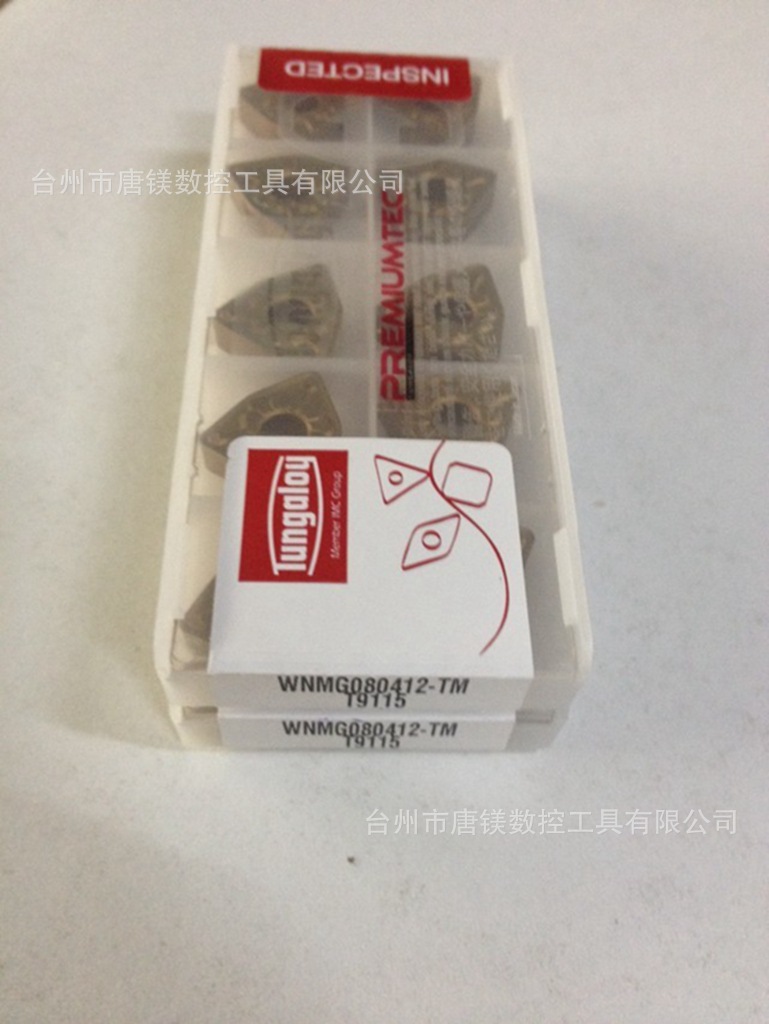 INSPECTED
台州市唐镁数控工具有限公司
PREMIUMTEC
Tungaloy
Member IMC Group
WNMG080412-TM
T9115
WNMG080412-TM
T9115
台州市唐镁数控工具有限公司